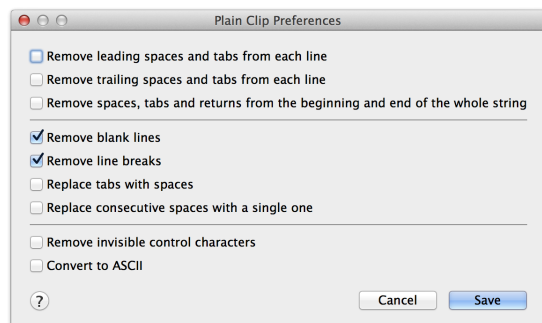 Plain Clip Preferences
Remove leading spaces and tabs from each line
Remove trailing spaces and tabs from each line
Remove spaces, tabs and returns from the beginning and end of the whole string
Remove blank lines
Remove line breaks
Replace tabs with spaces
Replace consecutive spaces with a single one
Remove invisible control characters
Convert to ASCII
? Cancel Save